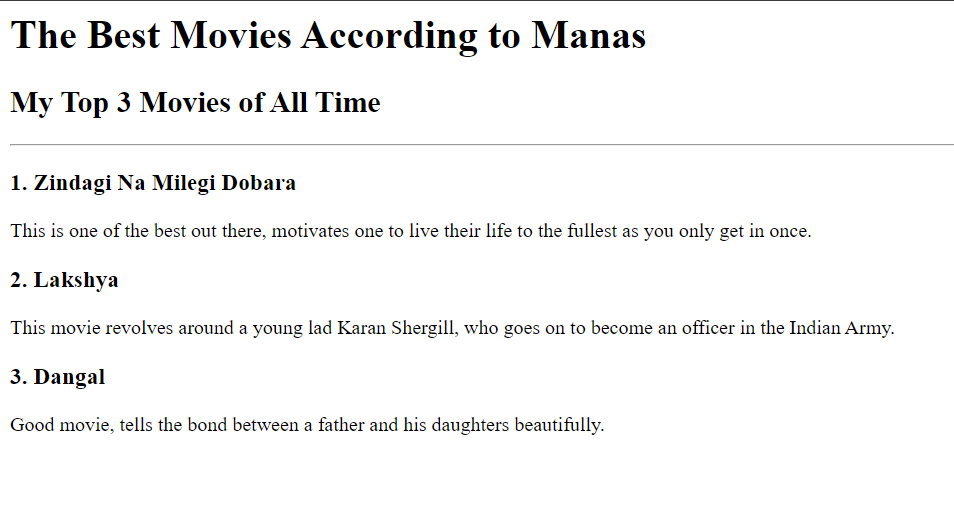 The Best Movies According to Manas
My Top 3 Movies of All Time
1. Zindagi Na Milegi Dobara
This is one of the best out there, motivates one to live their life to the fullest as you only get in once.
2. Lakshya
This movie revolves around a young lad Karan Shergill, who goes on to become an officer in the Indian Army.
3. Dangal
Good movie, tells the bond between a father and his daughters beautifully.